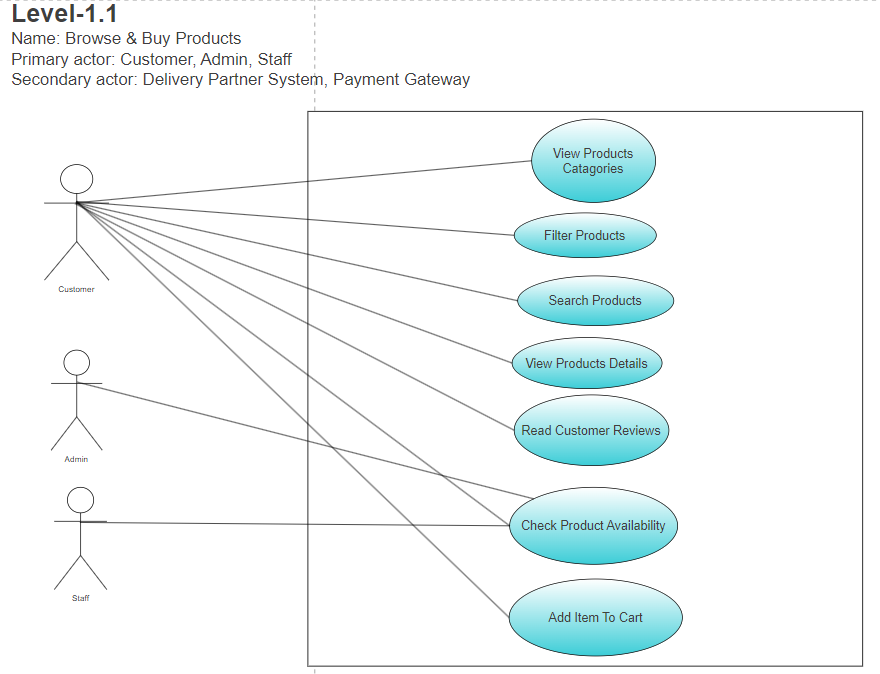 Level-1.1
Name: Browse & Buy Products
Primary actor: Customer, Admin, Staff
Secondary actor: Delivery Partner System, Payment Gateway
View Products
Catagories
Filter Products
Customer
Search Products
View Products Details
Read Customer Reviews
Admin
Check Product Availability
Staff
Add Item To Cart